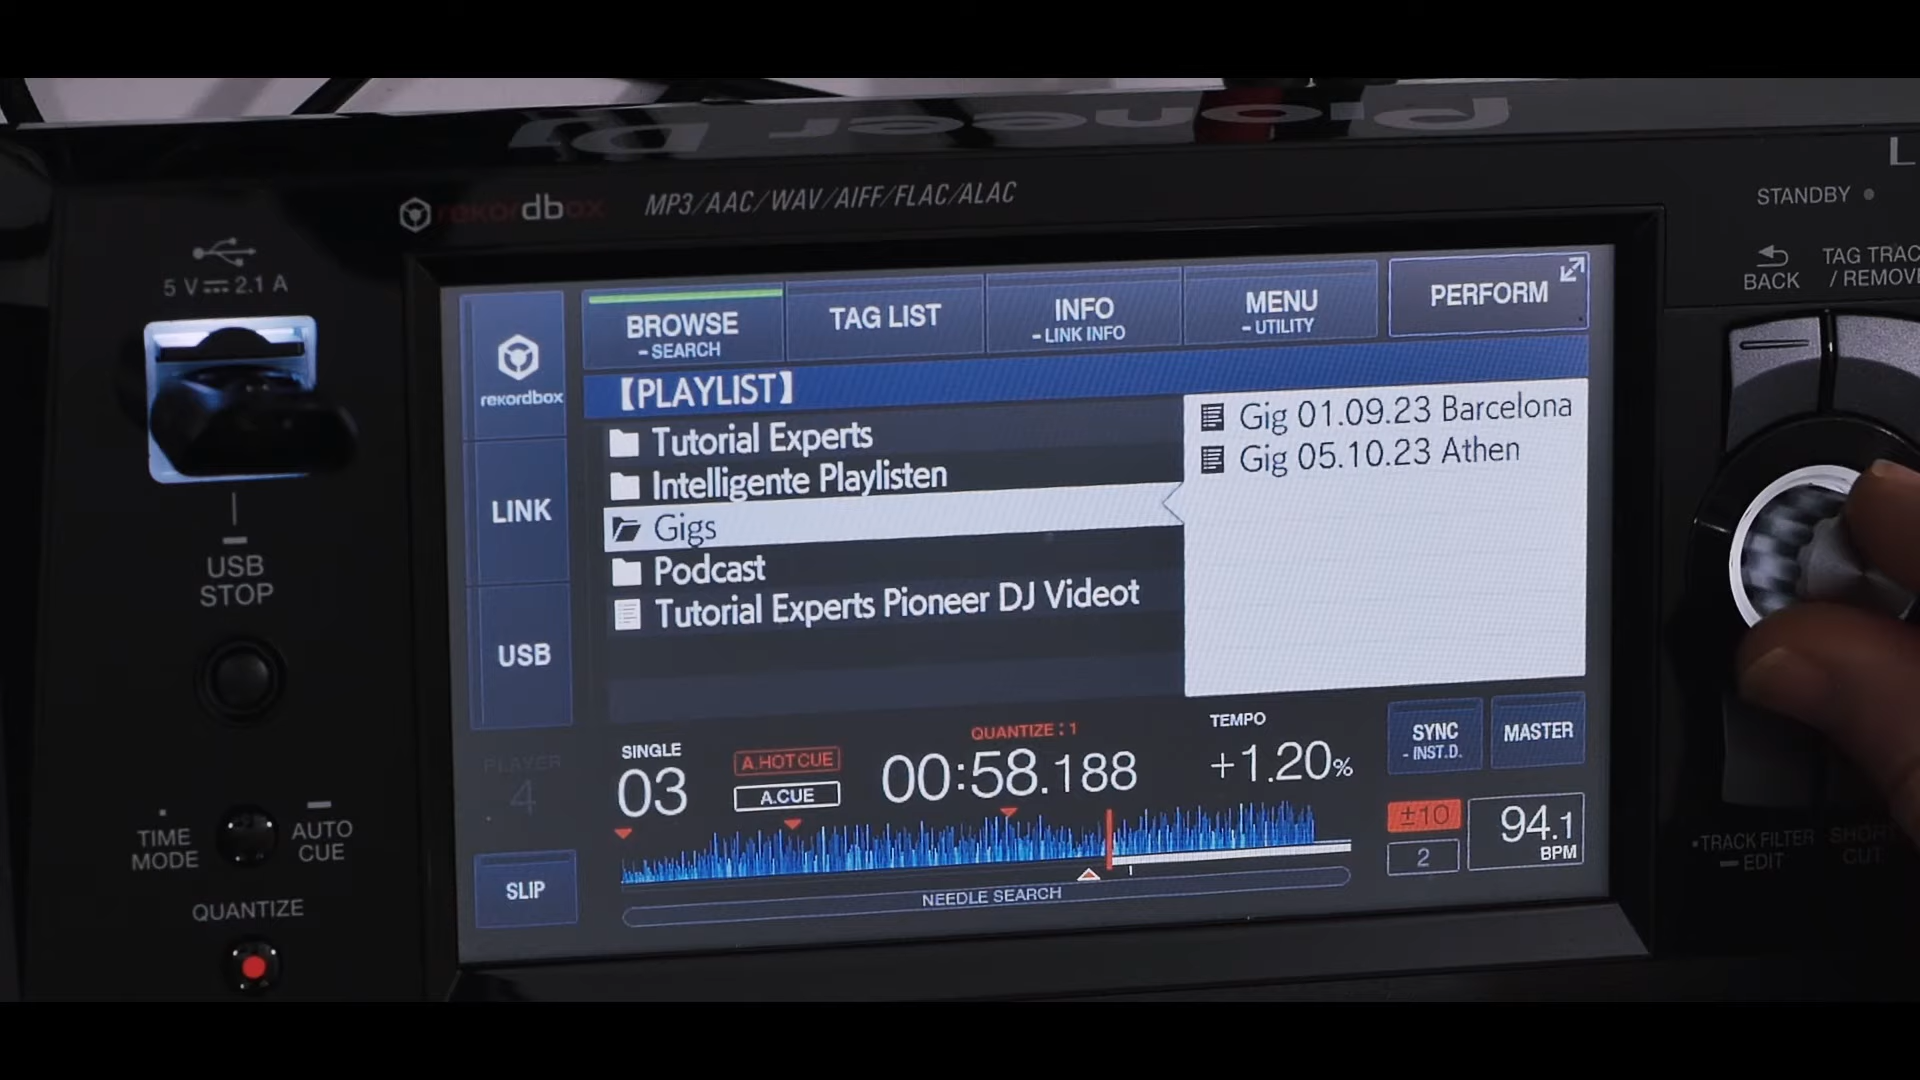 Pioneer DJ
rekordbox
MP3/AAC/WAV/AIFF/FLAC/ALAC
L
STANDBY
5 V 2.1 A
BACK
TAG TRAC
/ REMOVE
BROWSE
- SEARCH
TAG LIST
INFO
- LINK INFO
MENU
- UTILITY
PERFORM
rekordbox
【PLAYLIST】
Tutorial Experts
Intelligente Playlisten
Gigs
Podcast
Tutorial Experts Pioneer DJ Videot
Gig 01.09.23 Barcelona
Gig 05.10.23 Athen
LINK
USB
STOP
USB
PLAYER
4
SINGLE
03
A.HOT CUE
A.CUE
QUANTIZE : 1
00:58.188
TEMPO
+1.20%
SYNC
- INST.D.
MASTER
±10
2
94.1
BPM
1
NEEDLE SEARCH
SLIP
TIME
MODE
AUTO
CUE
QUANTIZE
TRACK FILTER
EDIT
SHOR
CUT